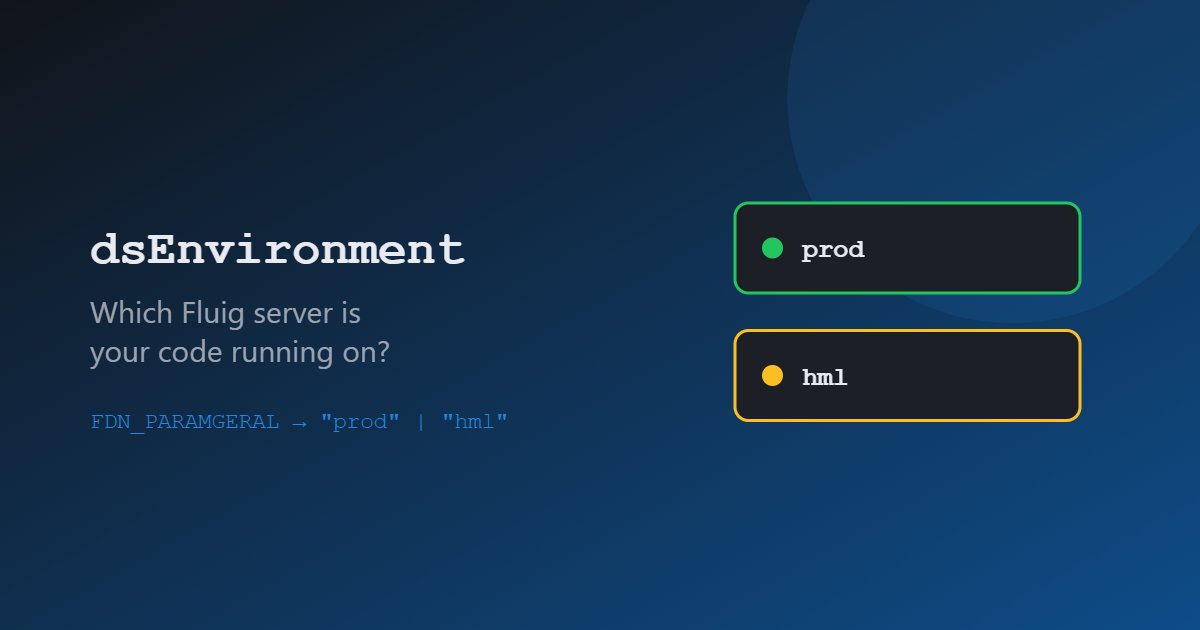 dsEnvironment
Which Fluig server is
your code running on?
FDN_PARAMGERAL → "prod" | "hml"
prod
hml